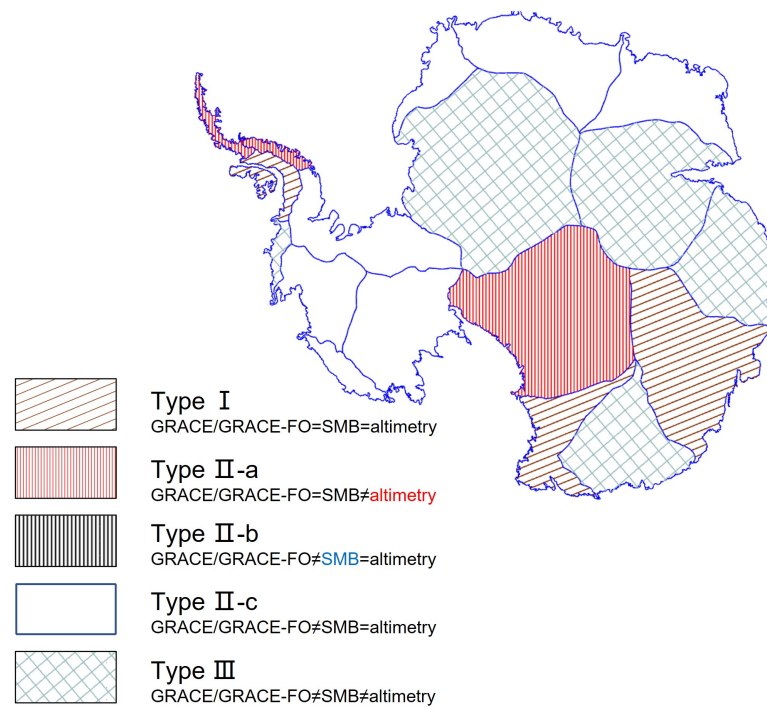 Type Ⅰ
GRACE/GRACE-FO=SMB=altimetry
Type Ⅱ-a
GRACE/GRACE-FO=SMB≠altimetry
Type Ⅱ-b
GRACE/GRACE-FO≠SMB=altimetry
Type Ⅱ-c
GRACE/GRACE-FO≠SMB=altimetry
Type Ⅲ
GRACE/GRACE-FO≠SMB≠altimetry